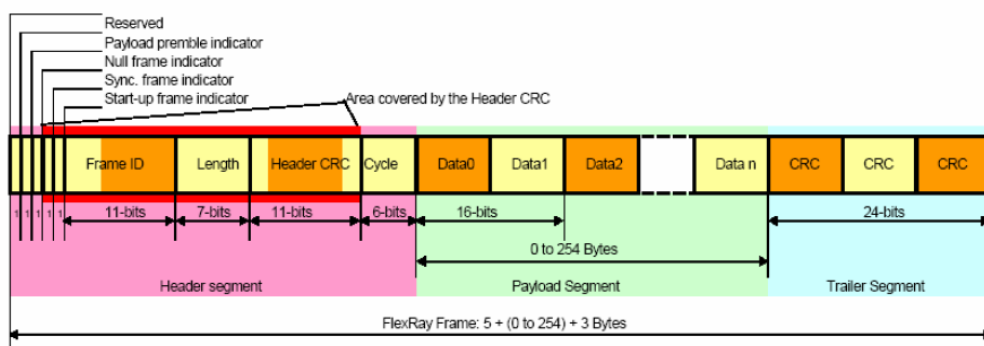 Reserved
Payload premble indicator
Null frame indicator
Sync. frame indicator
Start-up frame indicator
Area covered by the Header CRC
Frame ID Length Header CRC Cycle Data0 Data1 Data2 Data n CRC CRC CRC
1 1 1 1 1 11-bits 7-bits 11-bits 6-bits 16-bits 24-bits
0 to 254 Bytes
Header segment Payload Segment Trailer Segment
FlexRay Frame: 5 + (0 to 254) + 3 Bytes